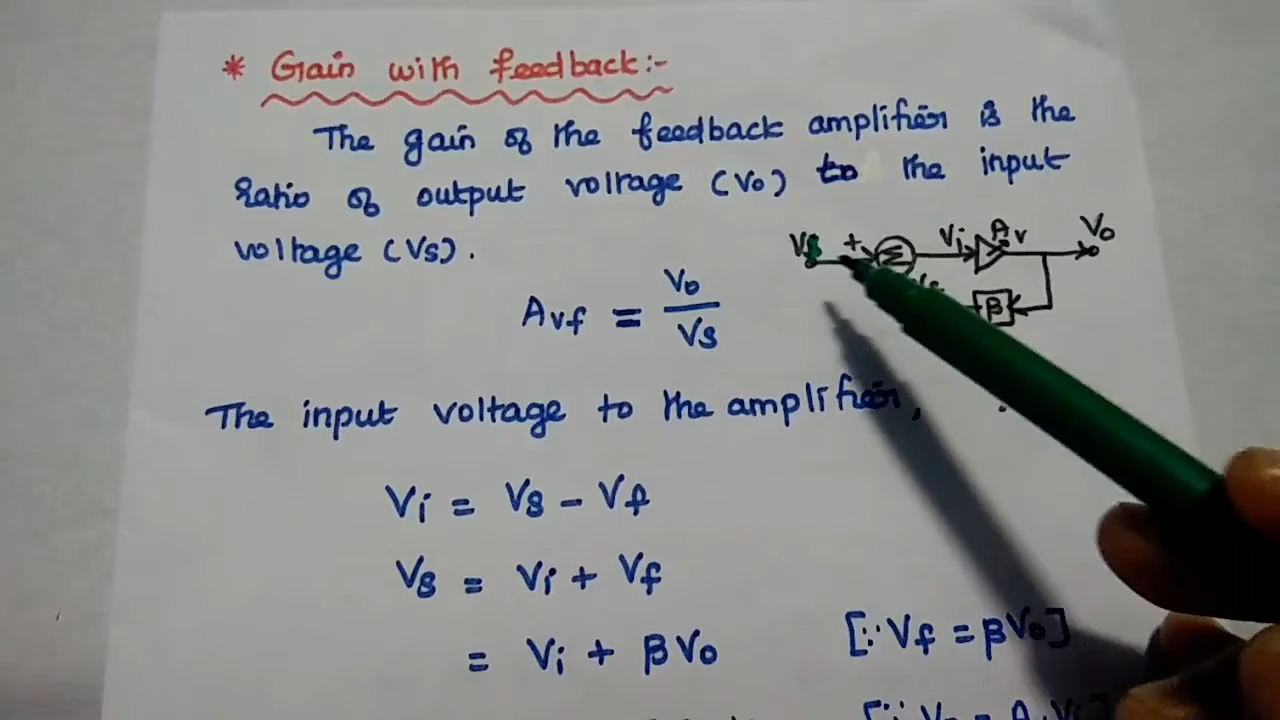 * Gain with feedback:-
The gain of the feedback amplifier is the
ratio of output voltage (Vo) to the input
voltage (Vs).
Vs + Σ Vi Av Vo
β
Avf = Vo / Vs
The input voltage to the amplifier,
Vi = Vs - Vf
Vs = Vi + Vf
= Vi + βVo [∵ Vf = βVo]